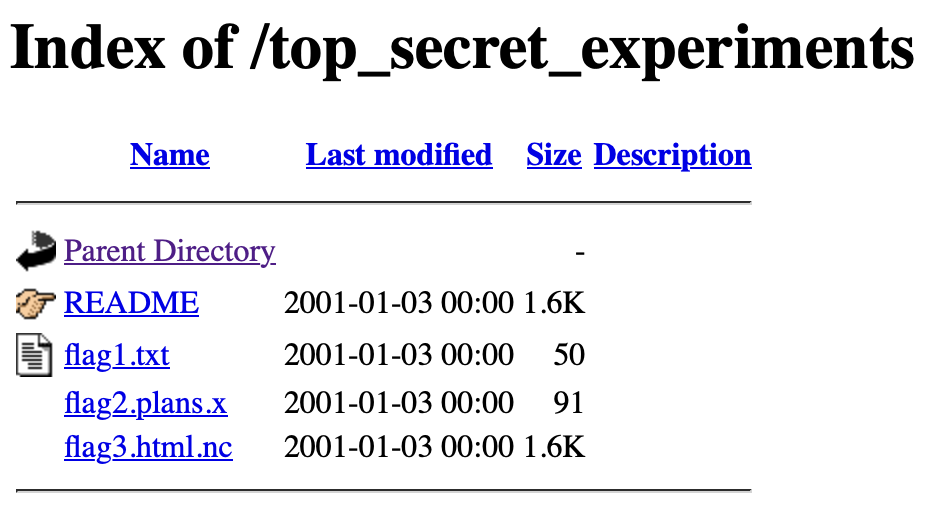 Index of /top_secret_experiments
Name Last modified Size Description
Parent Directory -
README 2001-01-03 00:00 1.6K
flag1.txt 2001-01-03 00:00 50
flag2.plans.x 2001-01-03 00:00 91
flag3.html.nc 2001-01-03 00:00 1.6K